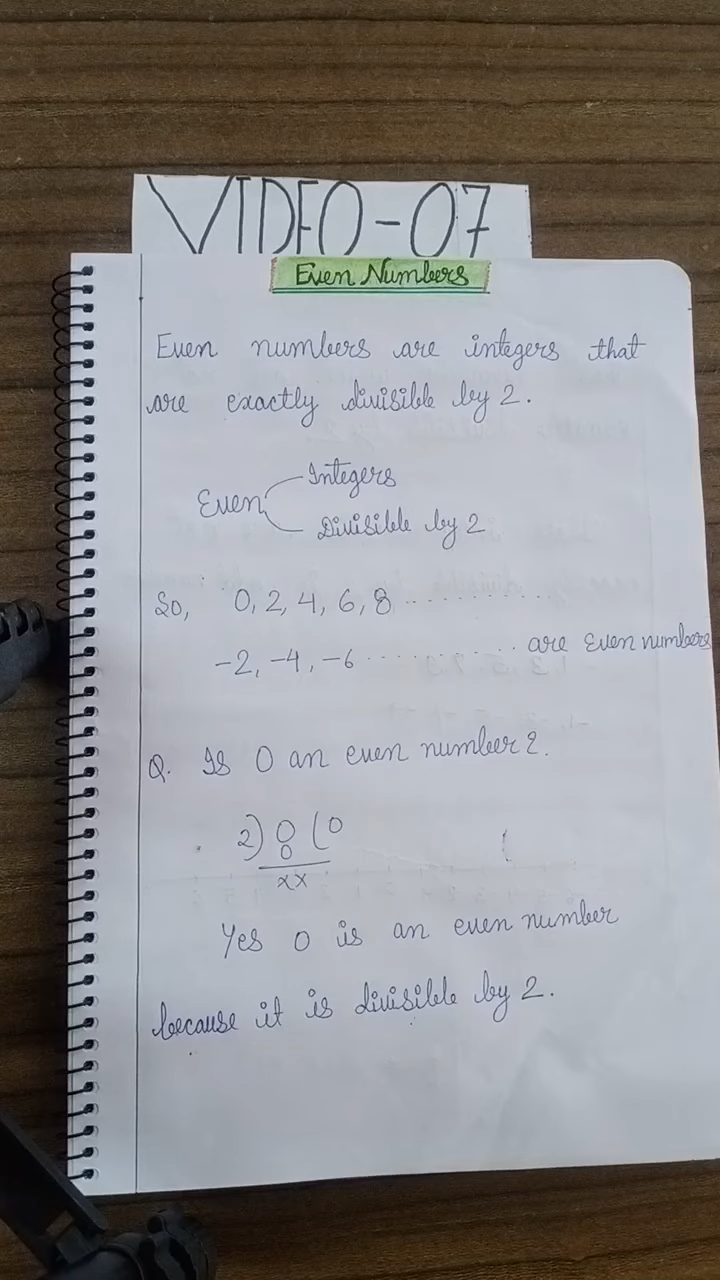 VIDEO-07
Even Numbers
Even numbers are integers that
are exactly divisible by 2.
Integers
Even
Divisible by 2
So, 0, 2, 4, 6, 8 ..............
-2, -4, -6 ............ are even numbers
Q. Is 0 an even number?
2) 0 (0
0
xx
Yes 0 is an even number
because it is divisible by 2.